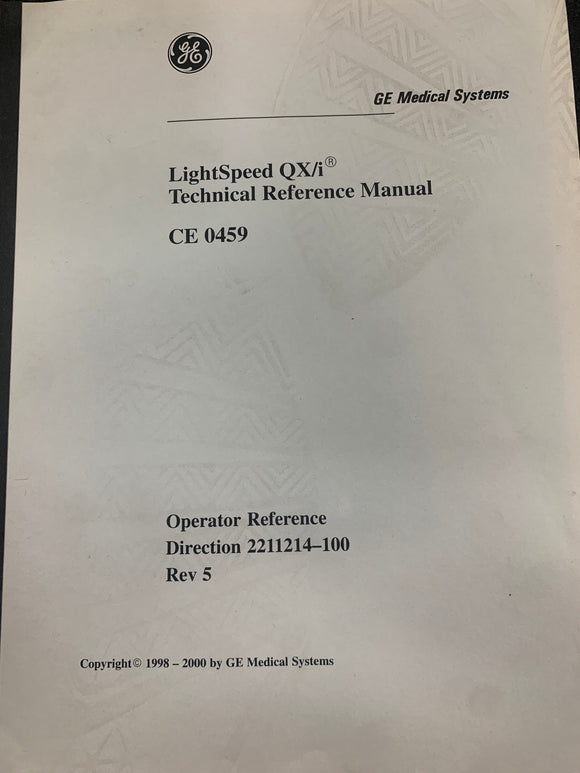 GE
GE Medical Systems
LightSpeed QX/i®
Technical Reference Manual
CE 0459
Operator Reference
Direction 2211214–100
Rev 5
Copyright© 1998 – 2000 by GE Medical Systems